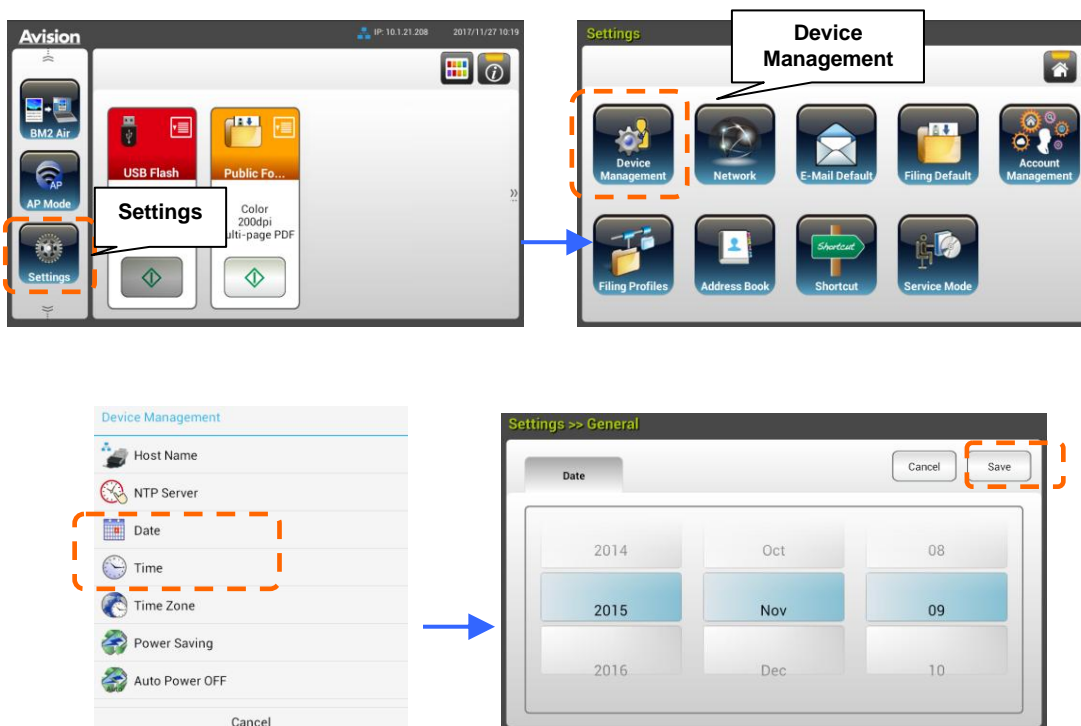 Avision
IP: 10.1.21.208 2017/11/27 10:19
BM2 Air
AP
AP Mode
Settings
Settings
USB Flash
Public Fo...
Color
200dpi
ulti-page PDF
Settings
Device
Management
Device
Management
Network
E-Mail Default
Filing Default
Account
Management
Filing Profiles
Address Book
Shortcut
Shortcut
Service Mode
Device Management
Host Name
NTP Server
Date
Time
Time Zone
Power Saving
Auto Power OFF
Cancel
Settings >> General
Date
Cancel
Save
2014 Oct 08
2015 Nov 09
2016 Dec 10